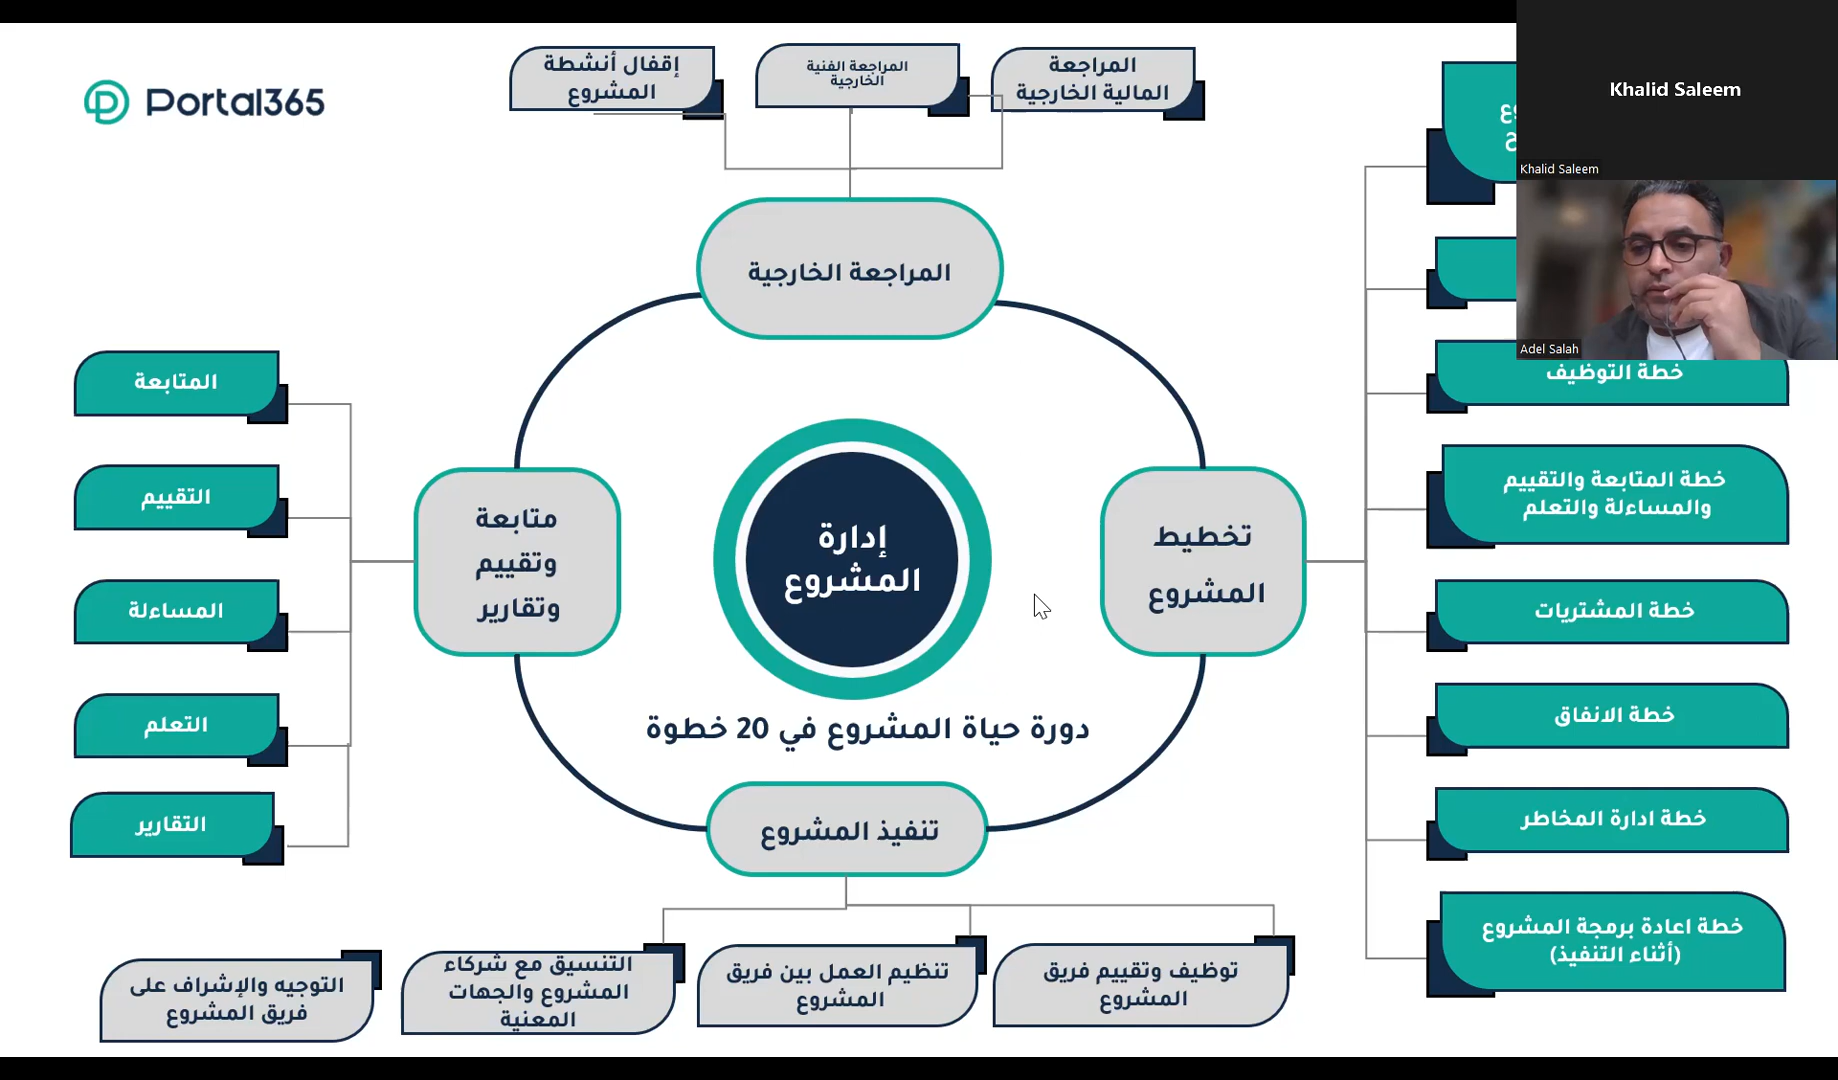 Portal365
المراجعة
المالية الخارجية
المراجعة الفنية
الخارجية
إقفال أنشطة
المشروع
المراجعة الخارجية
Khalid Saleem
Khalid Saleem
Adel Salah
خطة التوظيف
خطة المتابعة والتقييم
والمساءلة والتعلم
خطة المشتريات
خطة الانفاق
خطة ادارة المخاطر
خطة اعادة برمجة المشروع
(أثناء التنفيذ)
تخطيط
المشروع
إدارة
المشروع
دورة حياة المشروع في 20 خطوة
متابعة
وتقييم
وتقارير
المتابعة
التقييم
المساءلة
التعلم
التقارير
تنفيذ المشروع
توظيف وتقييم فريق
المشروع
تنظيم العمل بين فريق
المشروع
التنسيق مع شركاء
المشروع والجهات
المعنية
التوجيه والإشراف على
فريق المشروع